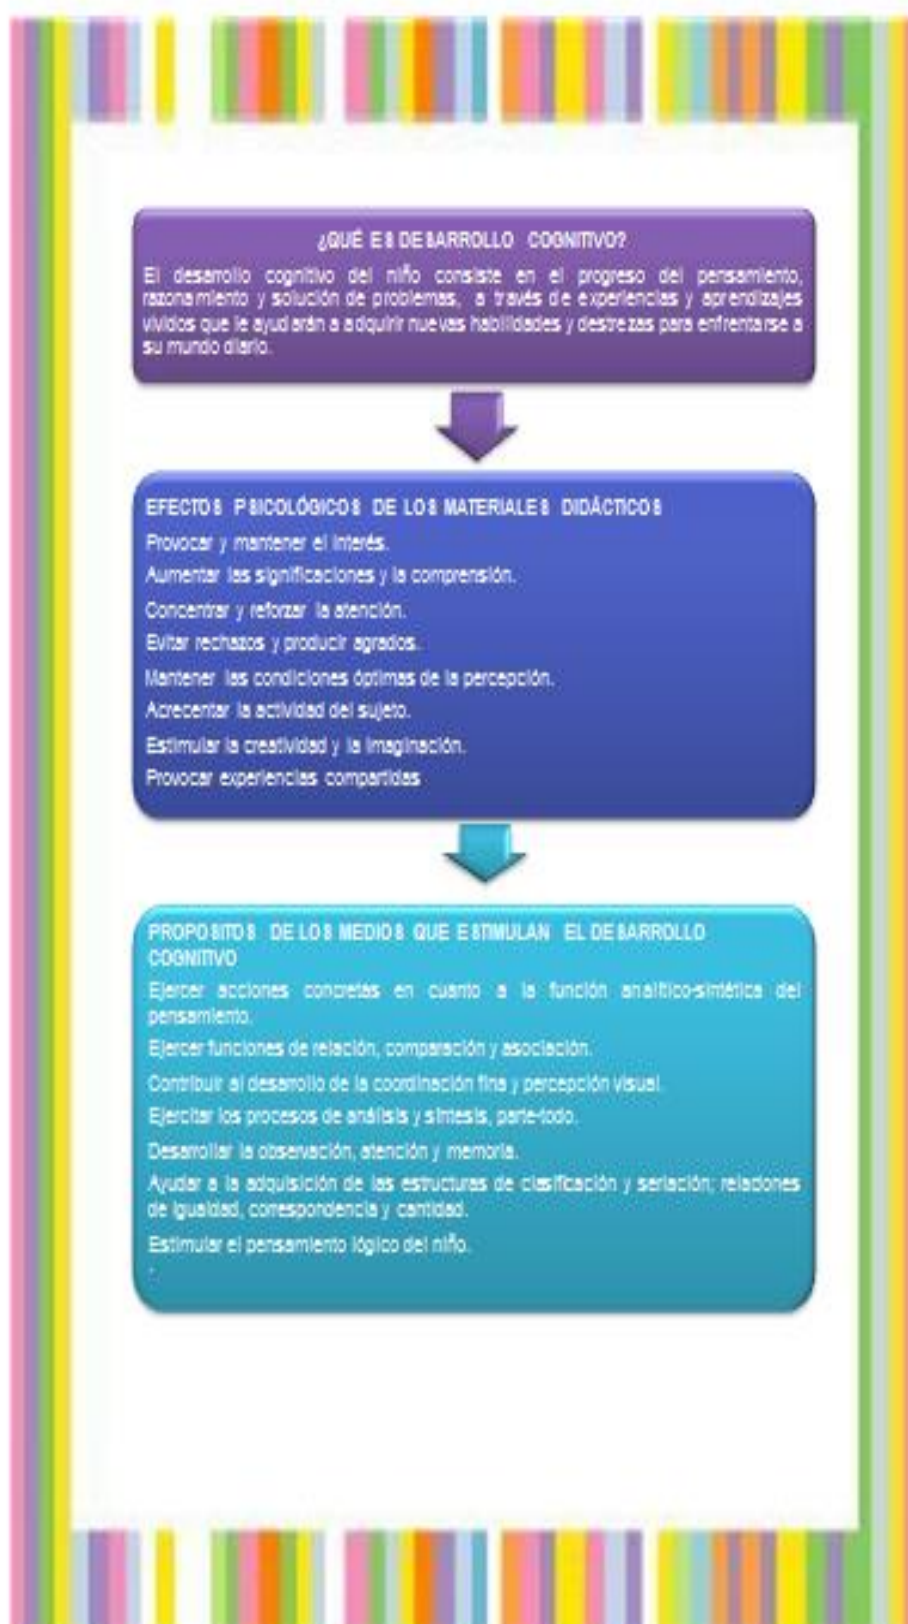 ¿QUÉ ES DESARROLLO COGNITIVO?
El desarrollo cognitivo del niño consiste en el progreso del pensamiento,
razonamiento y solución de problemas, a través de experiencias y aprendizajes
vividos que le ayudarán a adquirir nuevas habilidades y destrezas para enfrentarse a
su mundo diario.
EFECTOS PSICOLÓGICOS DE LOS MATERIALES DIDÁCTICOS
Provocar y mantener el interés.
Aumentar las significaciones y la comprensión.
Concentrar y reforzar la atención.
Evitar rechazos y producir agrados.
Mantener las condiciones óptimas de la percepción.
Acrecentar la actividad del sujeto.
Estimular la creatividad y la imaginación.
Provocar experiencias compartidas
PROPOSITOS DE LOS MEDIOS QUE ESTIMULAN EL DESARROLLO
COGNITIVO
Ejercer acciones concretas en cuanto a la función analítico-sintética del
pensamiento.
Ejercer funciones de relación, comparación y asociación.
Contribuir al desarrollo de la coordinación fina y percepción visual.
Ejercitar los procesos de análisis y síntesis, parte-todo.
Desarrollar la observación, atención y memoria.
Ayudar a la adquisición de las estructuras de clasificación y seriación; relaciones
de igualdad, correspondencia y cantidad.
Estimular el pensamiento lógico del niño.